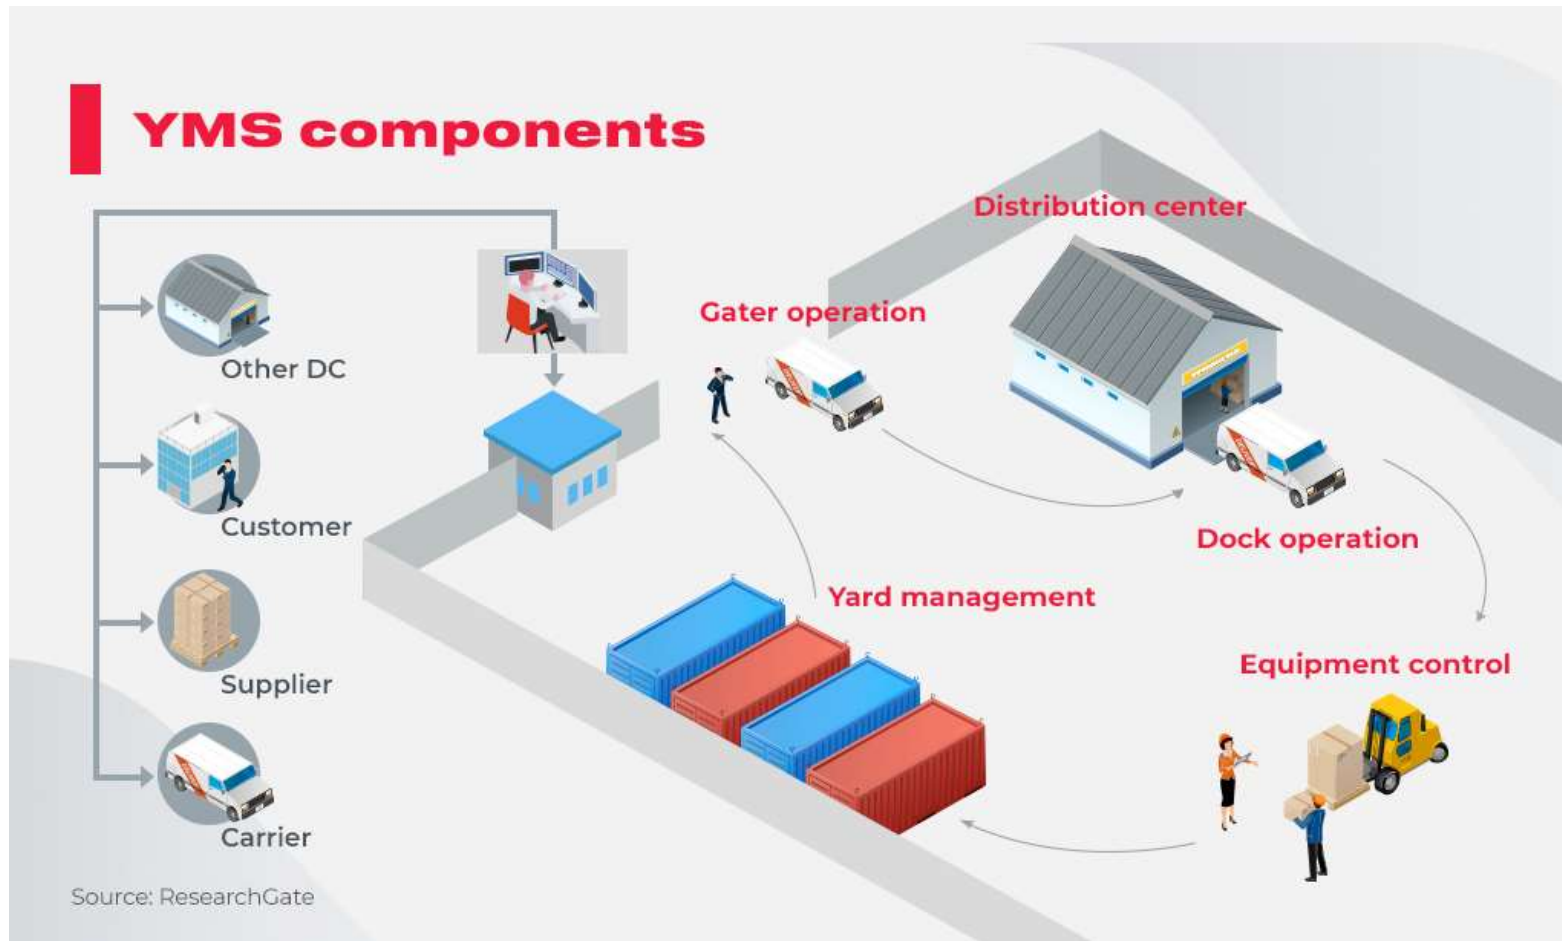 YMS components
Distribution center
Gater operation
Other DC
Customer
Dock operation
Yard management
Equipment control
Supplier
Carrier
Source: ResearchGate